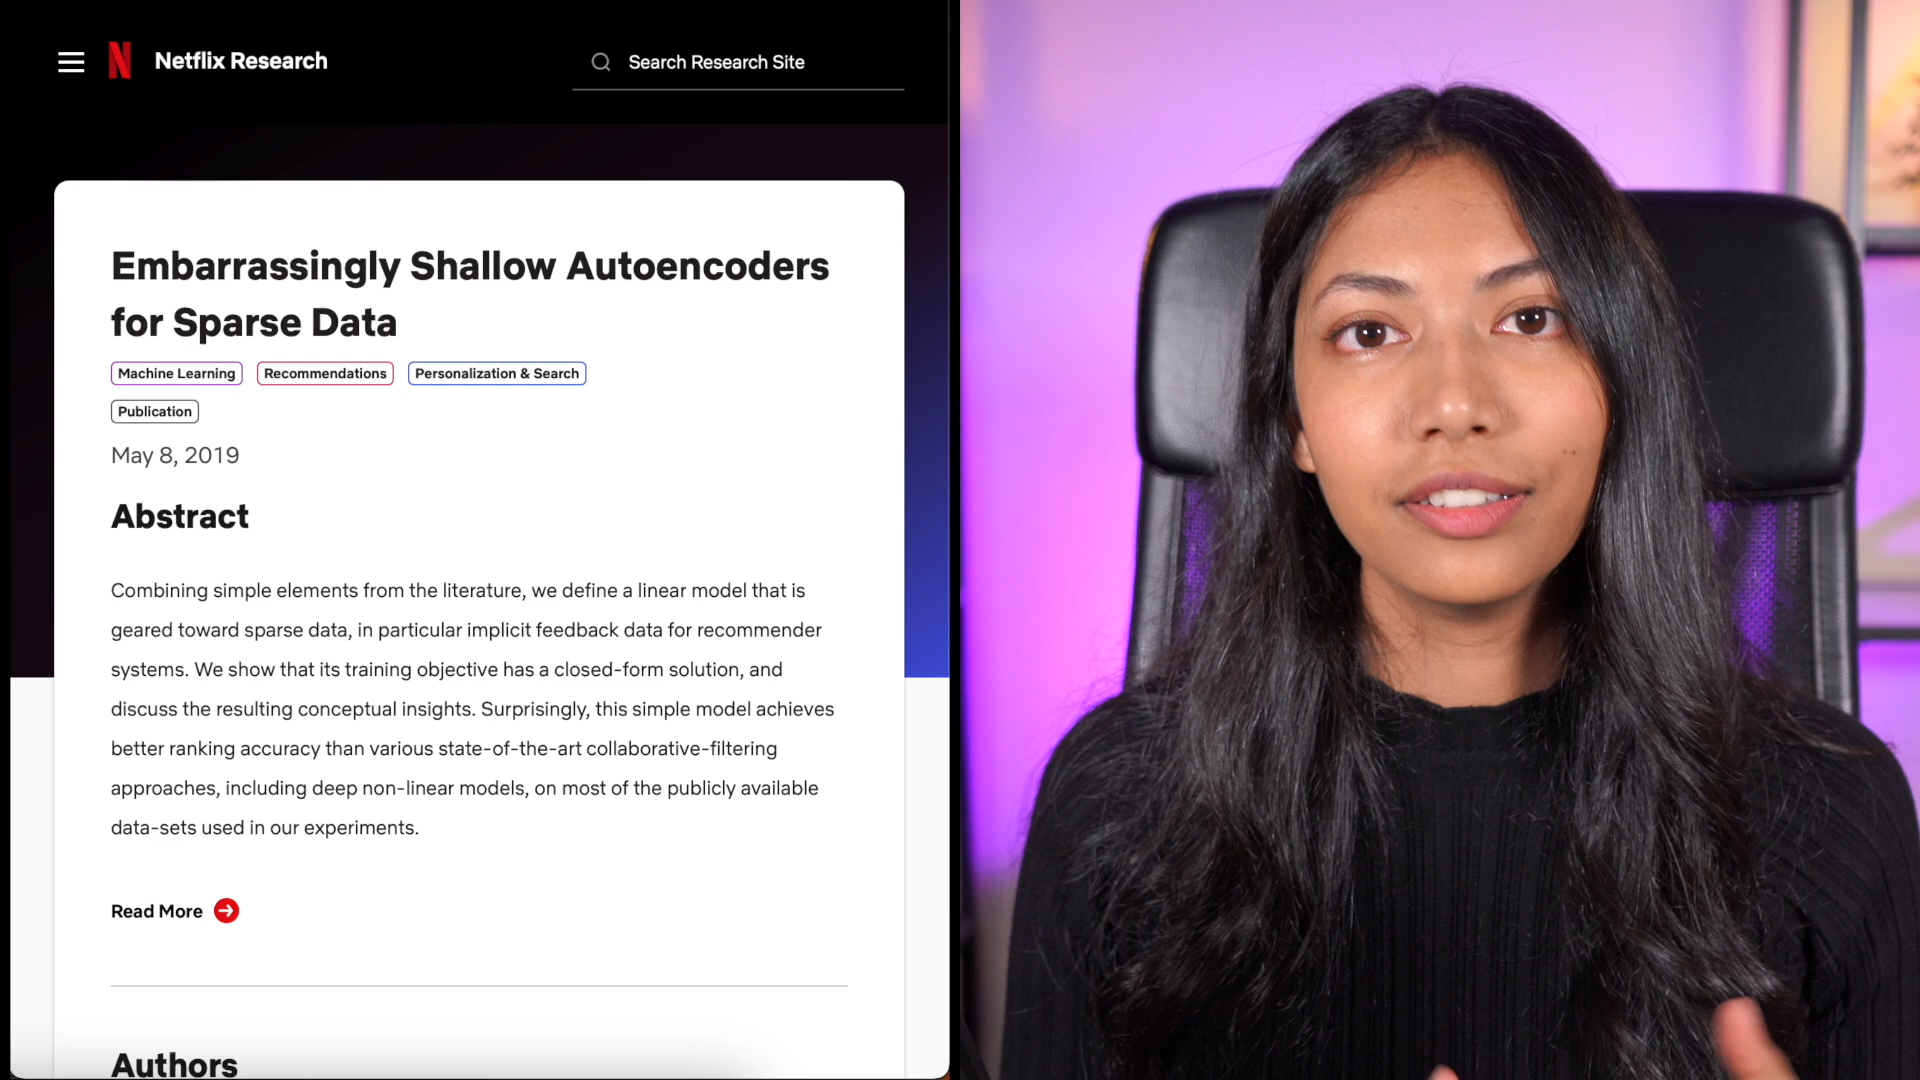 Netflix Research
Search Research Site
Embarrassingly Shallow Autoencoders
for Sparse Data
Machine Learning
Recommendations
Personalization & Search
Publication
May 8, 2019
Abstract
Combining simple elements from the literature, we define a linear model that is
geared toward sparse data, in particular implicit feedback data for recommender
systems. We show that its training objective has a closed-form solution, and
discuss the resulting conceptual insights. Surprisingly, this simple model achieves
better ranking accuracy than various state-of-the-art collaborative-filtering
approaches, including deep non-linear models, on most of the publicly available
data-sets used in our experiments.
Read More
Authors